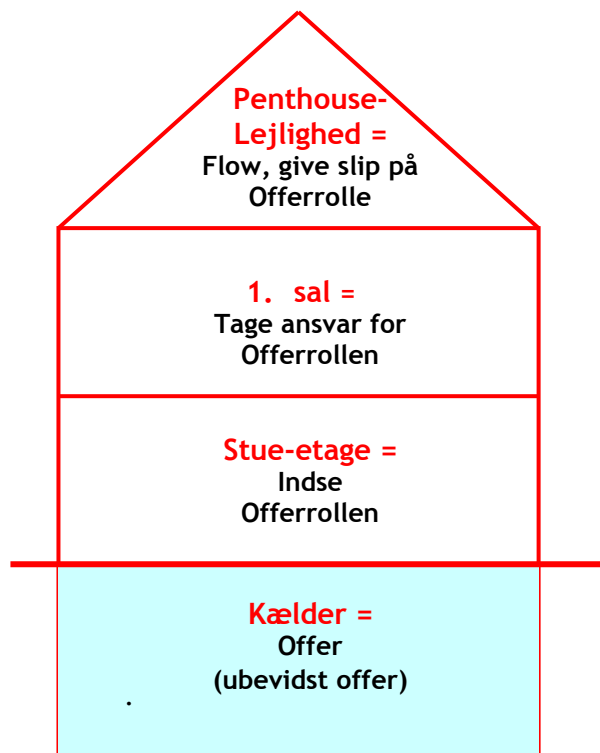 Penthouse-
Lejlighed =
Flow, give slip på
Offerrolle
1. sal =
Tage ansvar for
Offerrollen
Stue-etage =
Indse
Offerrollen
Kælder =
Offer
(ubevidst offer)
.